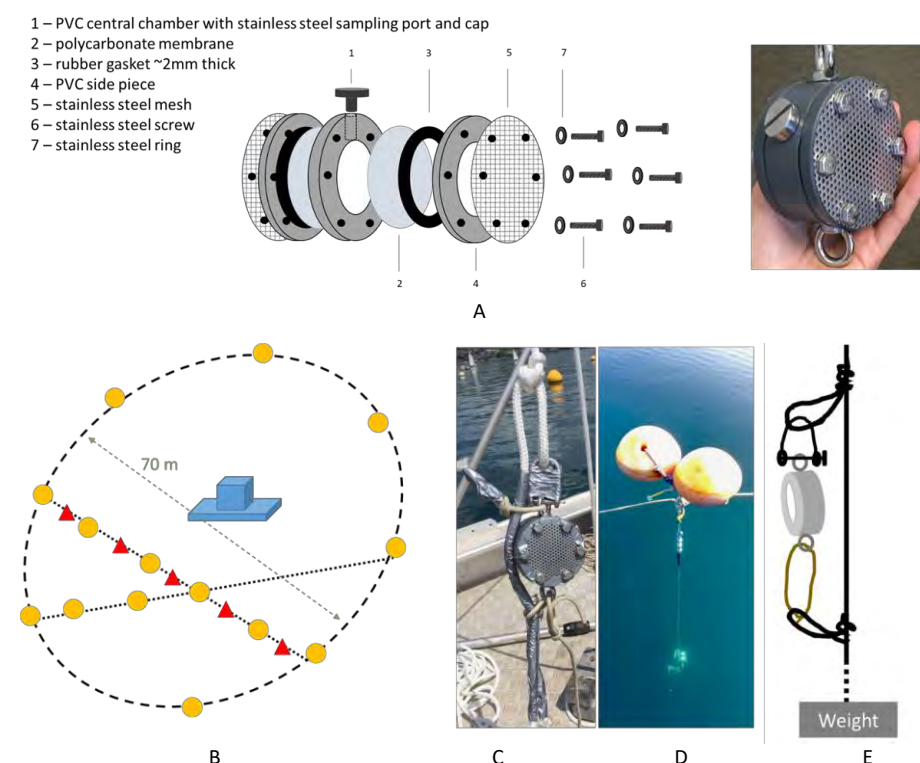 1 – PVC central chamber with stainless steel sampling port and cap
2 – polycarbonate membrane
3 – rubber gasket ~2mm thick
4 – PVC side piece
5 – stainless steel mesh
6 – stainless steel screw
7 – stainless steel ring
1
3
5
7
2
4
6
A
70 m
Weight
B
C
D
E